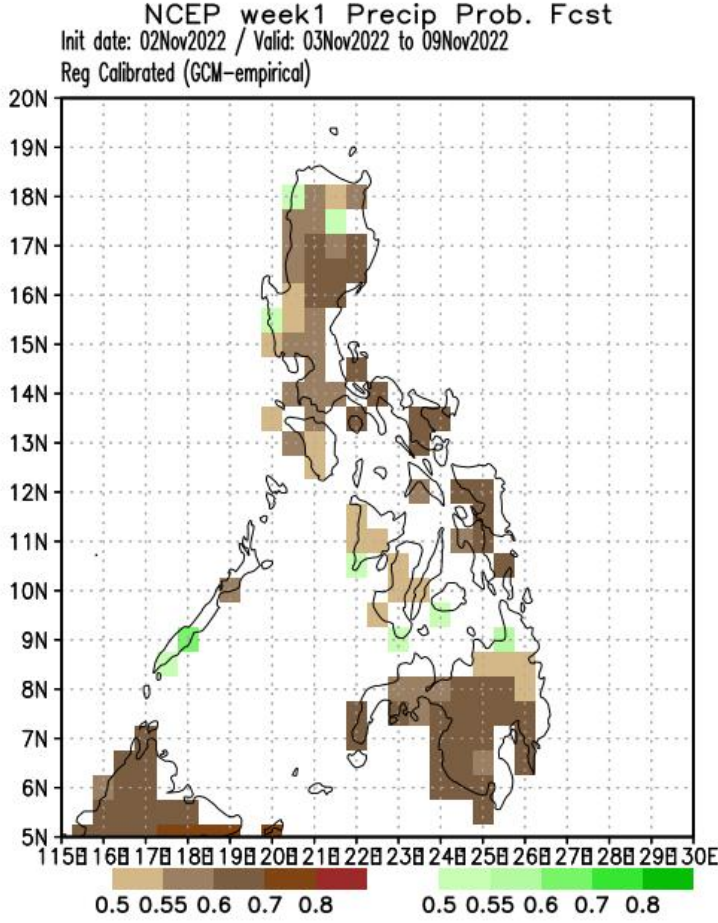 NCEP week1 Precip Prob. Fcst
Init date: 02Nov2022 / Valid: 03Nov2022 to 09Nov2022
Reg Calibrated (GCM-empirical)
20N
19N
18N
17N
16N
15N
14N
13N
12N
11N
10N
9N
8N
7N
6N
5N
115E 116E 117E 118E 119E 120E 121E 122E 123E 124E 125E 126E 127E 128E 129E 130E
0.5 0.55 0.6 0.7 0.8 0.5 0.55 0.6 0.7 0.8